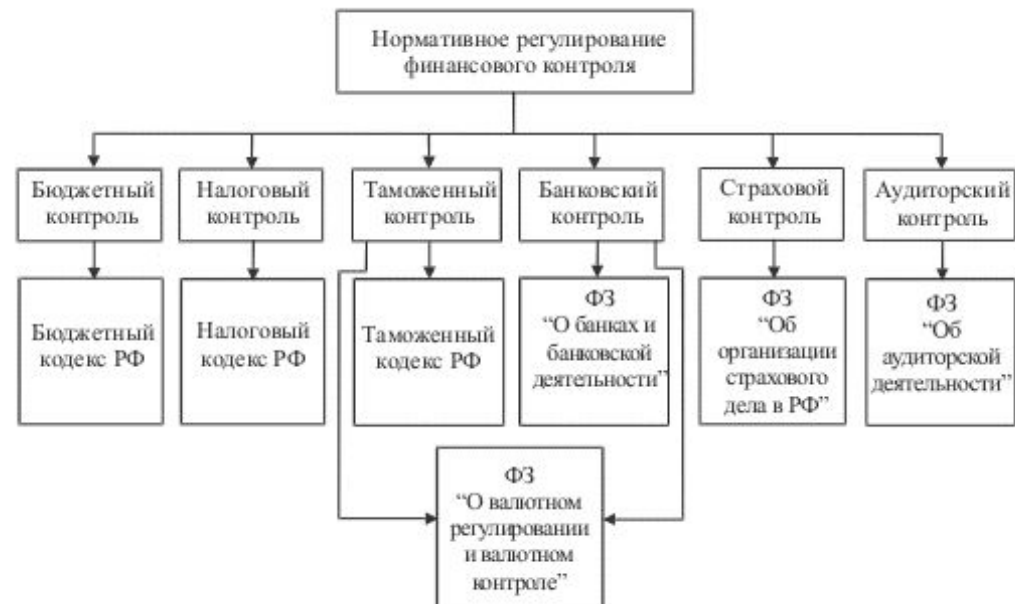 Нормативное регулирование
финансового контроля
Бюджетный
контроль
Налоговый
контроль
Таможенный
контроль
Банковский
контроль
Страховой
контроль
Аудиторский
контроль
Бюджетный
кодекс РФ
Налоговый
кодекс РФ
Таможенный
кодекс РФ
ФЗ
“О банках и
банковской
деятельности”
ФЗ
“Об
организации
страхового
дела в РФ”
ФЗ
“Об
аудиторской
деятельности”
ФЗ
“О валютном
регулировании
и валютном
контроле”